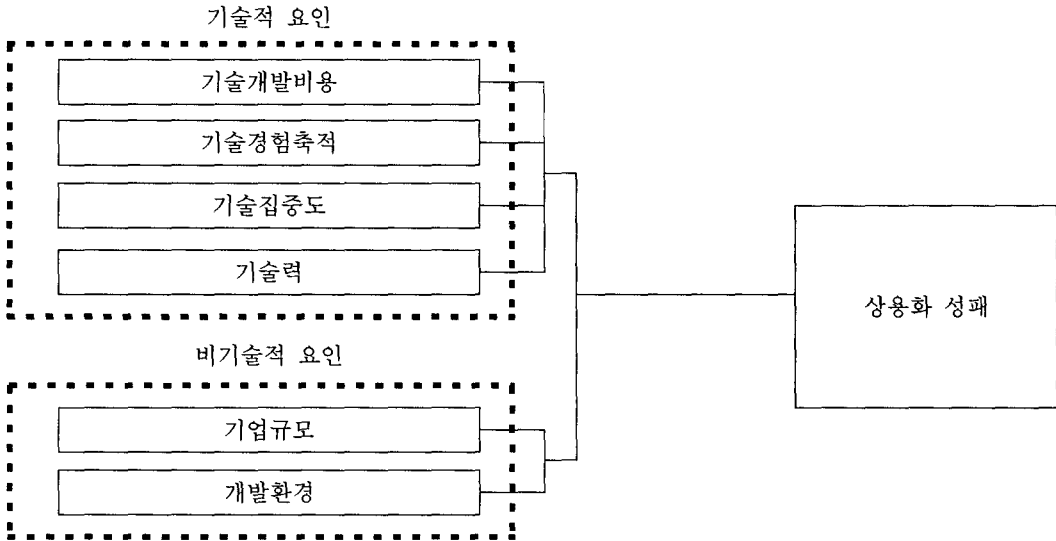 기술적 요인
기술개발비용
기술경험축적
기술집중도
기술력
상용화 성패
비기술적 요인
기업규모
개발환경